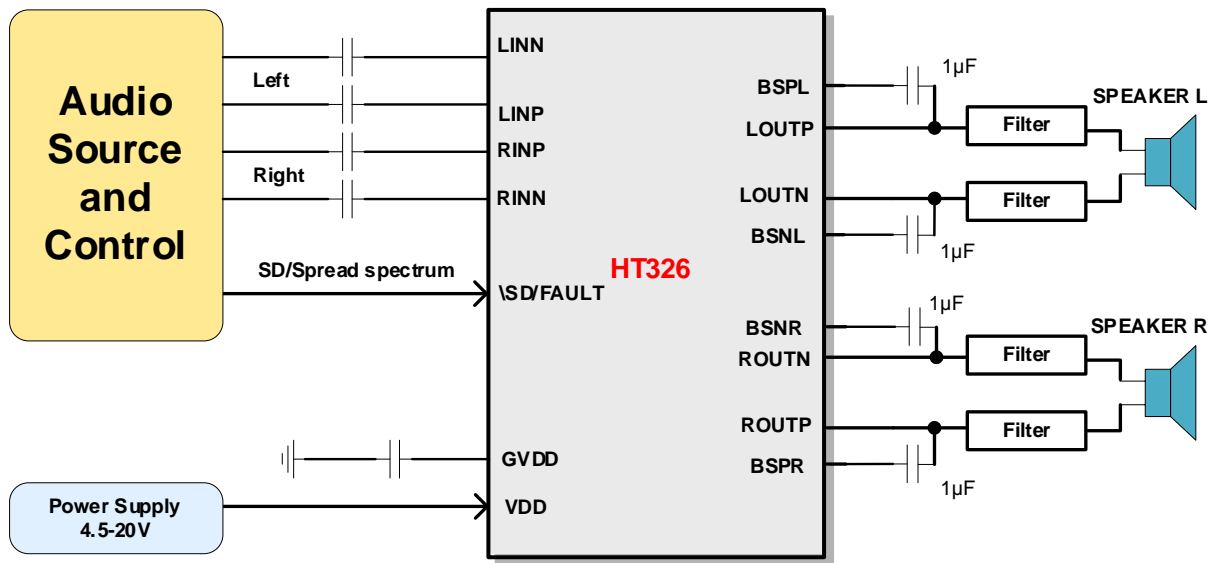 Audio
Source
and
Control
Left
Right
SD/Spread spectrum
Power Supply
4.5-20V
LINN
LINP
RINP
RINN
\SD/FAULT
GVDD
VDD
HT326
BSPL
LOUTP
LOUTN
BSNL
BSNR
ROUTN
ROUTP
BSPR
1µF
1µF
1µF
1µF
Filter
Filter
Filter
Filter
SPEAKER L
SPEAKER R